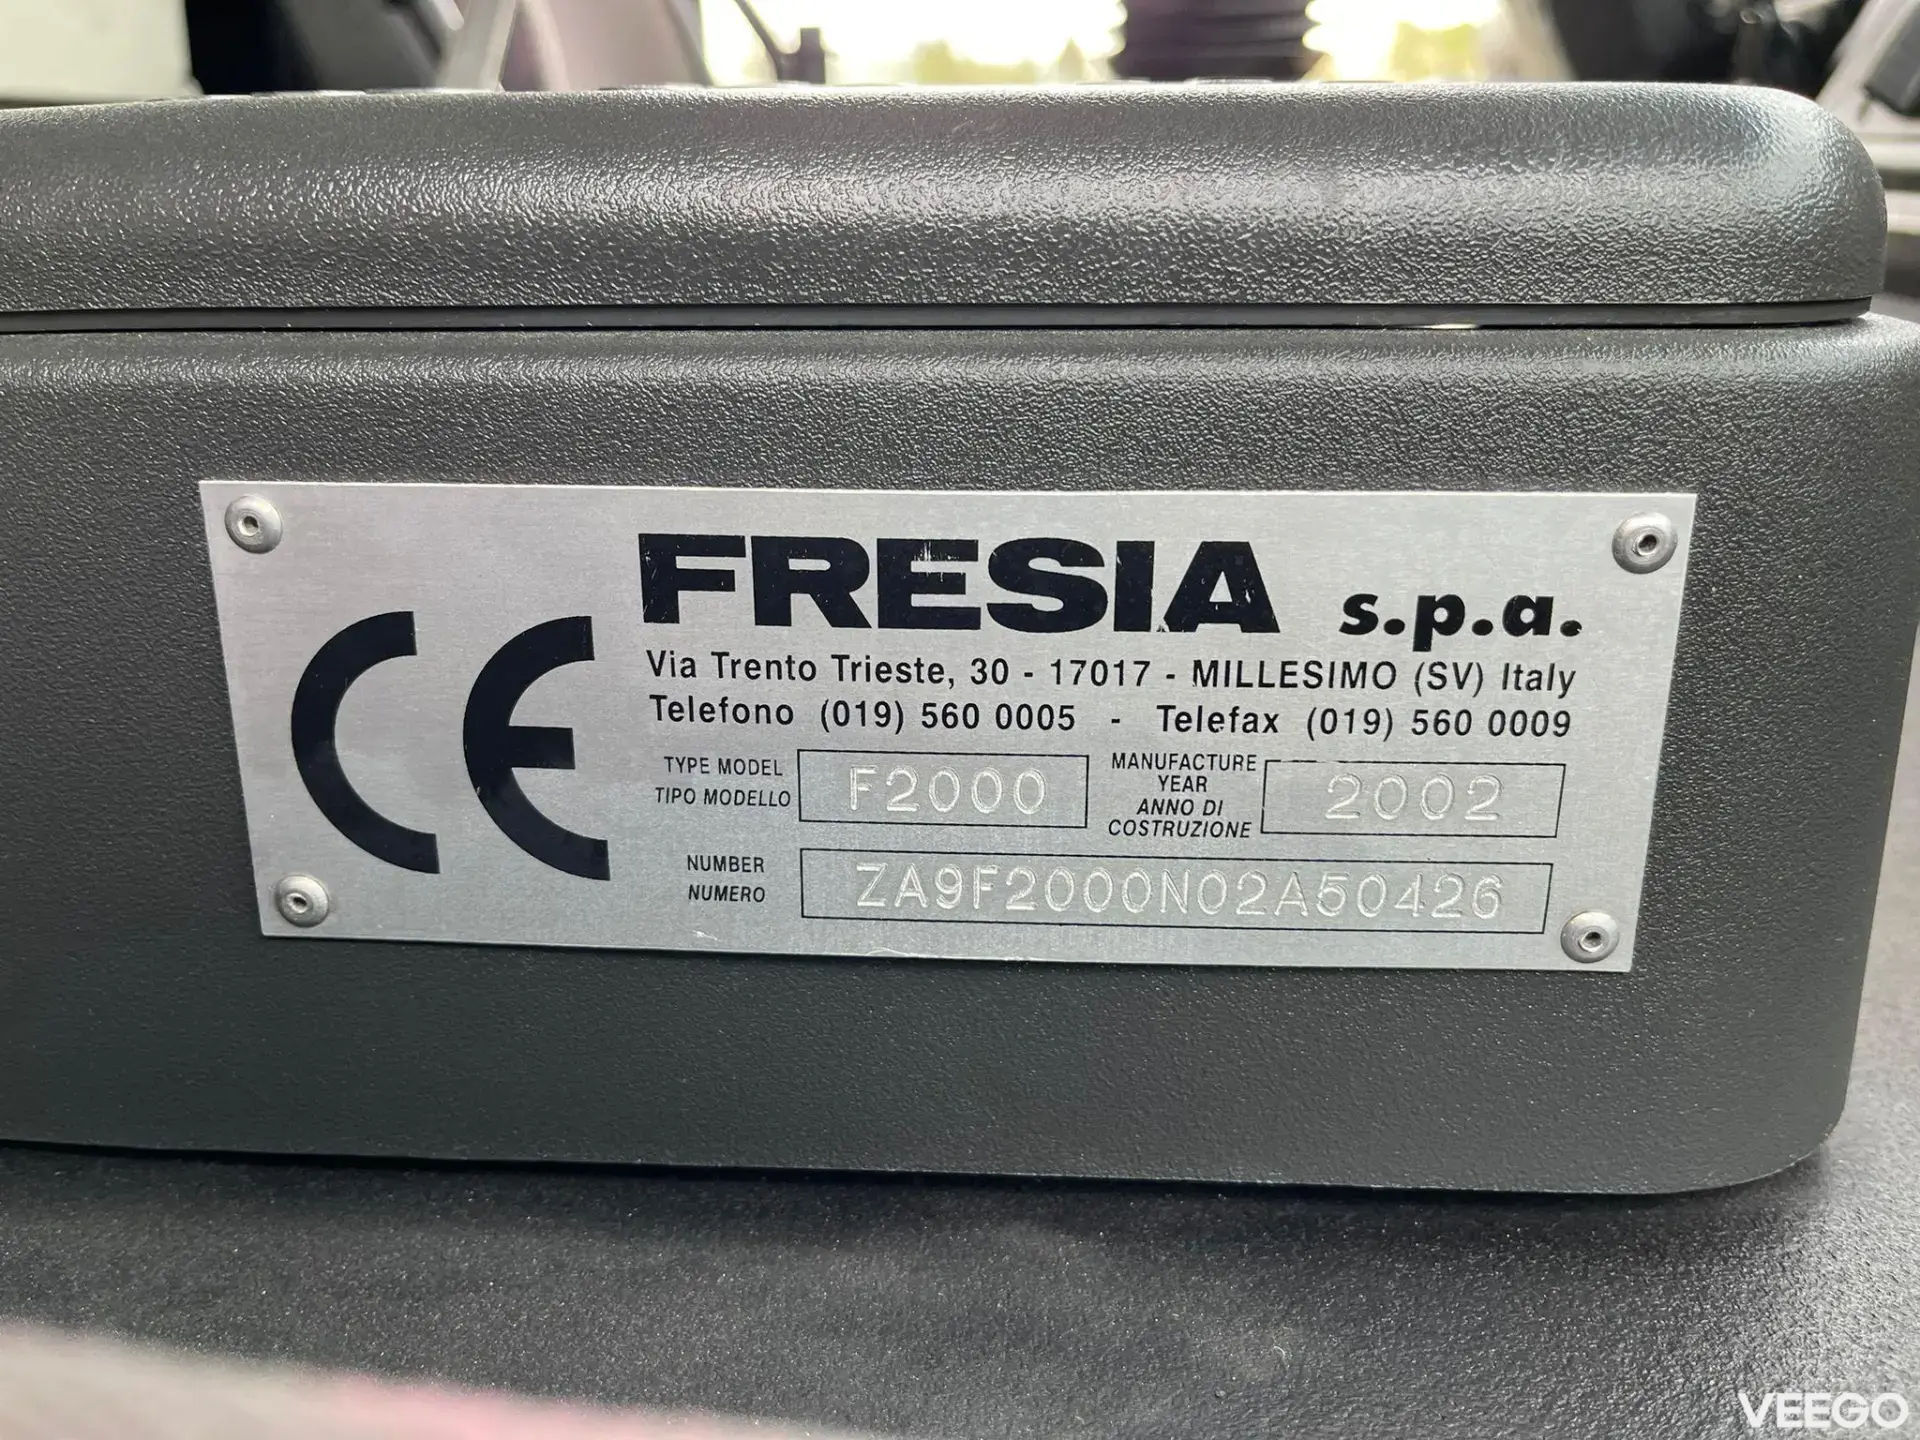 FRESIA s.p.a.
Via Trento Trieste, 30 - 17017 - MILLESIMO (SV) Italy
Telefono (019) 560 0005 - Telefax (019) 560 0009
CE
TYPE MODEL
TIPO MODELLO
F2000
MANUFACTURE
YEAR
ANNO DI
COSTRUZIONE
2002
NUMBER
NUMERO
ZA9F2000N02A50426
VEEGO